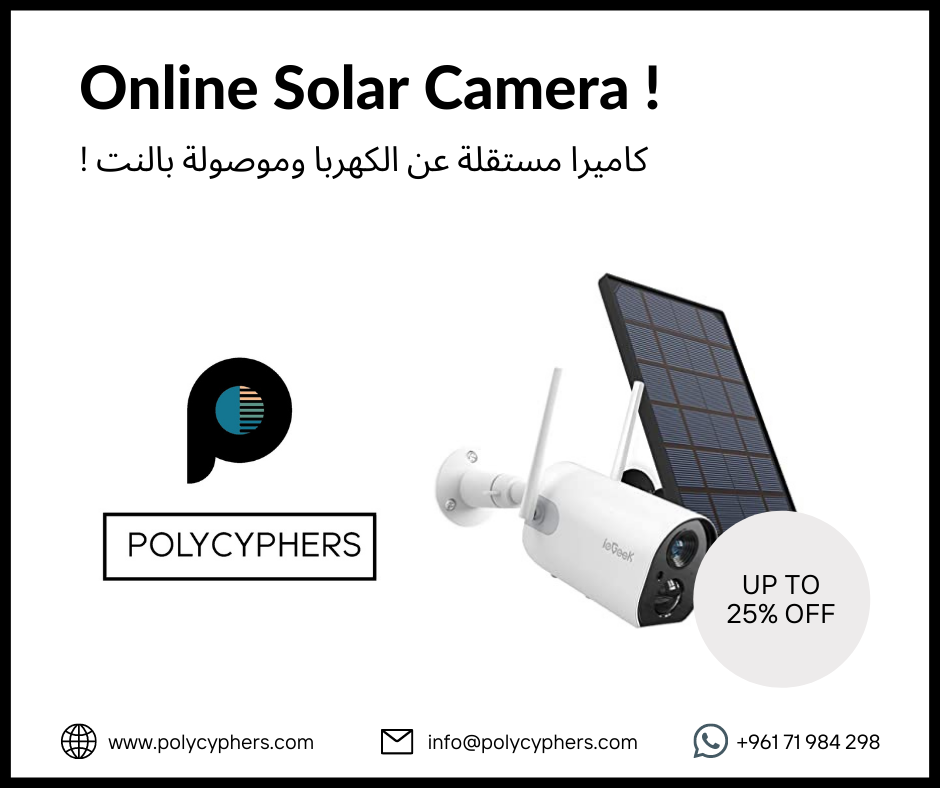 Online Solar Camera !
كاميرا مستقلة عن الكهربا وموصولة بالنت !
POLYCYPHERS
ieGeek
UP TO
25% OFF
www.polycyphers.com
info@polycyphers.com
+961 71 984 298